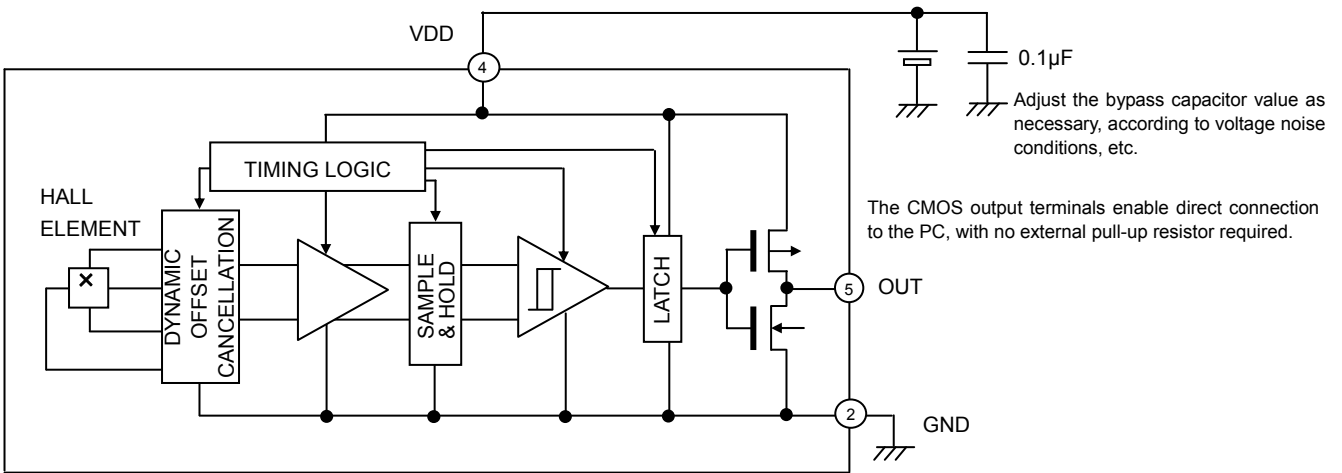 VDD
4
0.1µF
Adjust the bypass capacitor value as
necessary, according to voltage noise
conditions, etc.
TIMING LOGIC
HALL
ELEMENT
The CMOS output terminals enable direct connection
to the PC, with no external pull-up resistor required.
×
DYNAMIC
OFFSET
CANCELLATION
SAMPLE
& HOLD
LATCH
5
OUT
2
GND